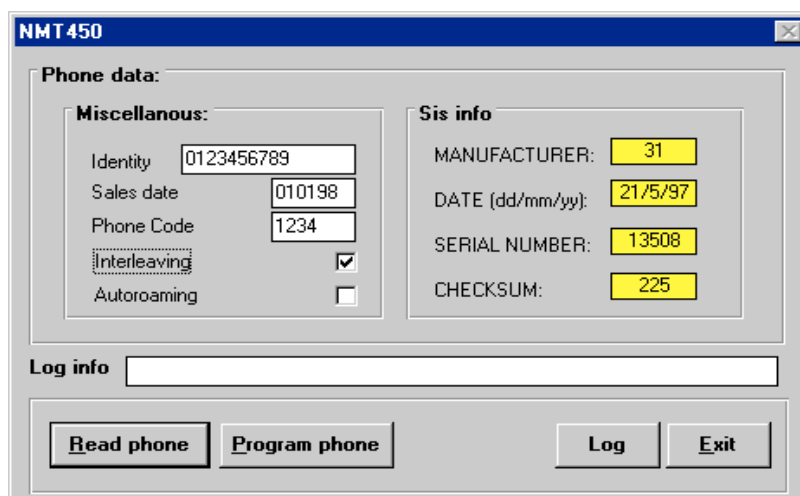 NMT450
Phone data:
Miscellanous:
Identity 0123456789
Sales date 010198
Phone Code 1234
Interleaving
Autoroaming
Sis info
MANUFACTURER: 31
DATE (dd/mm/yy): 21/5/97
SERIAL NUMBER: 13508
CHECKSUM: 225
Log info
Read phone Program phone Log Exit